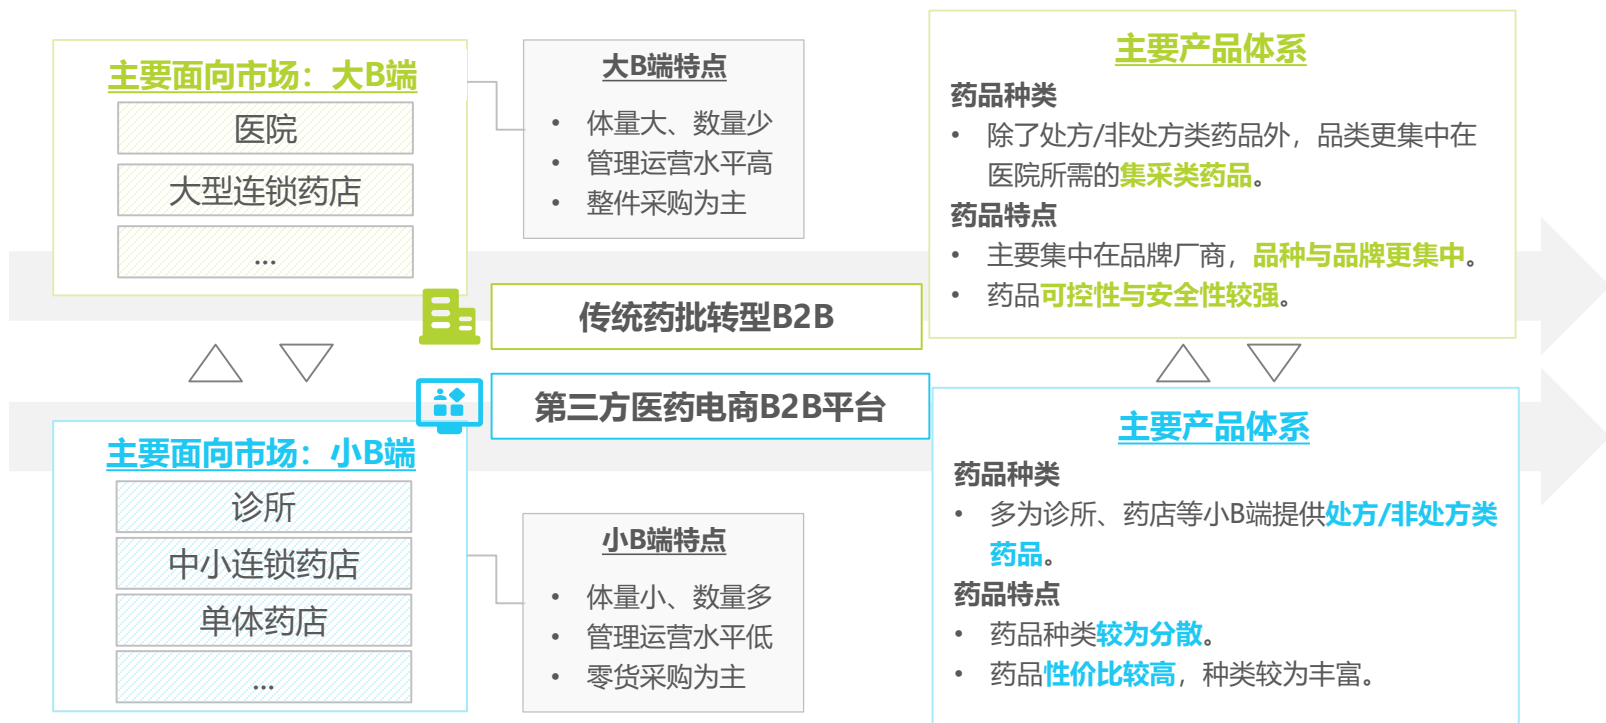 主要面向市场：大B端
医院
大型连锁药店
...
大B端特点
• 体量大、数量少
• 管理运营水平高
• 整件采购为主
主要产品体系
药品种类
• 除了处方/非处方类药品外，品类更集中在
医院所需的集采类药品。
药品特点
• 主要集中在品牌厂商，品种与品牌更集中。
• 药品可控性与安全性较强。
传统药批转型B2B
第三方医药电商B2B平台
主要面向市场：小B端
诊所
中小连锁药店
单体药店
...
小B端特点
• 体量小、数量多
• 管理运营水平低
• 零货采购为主
主要产品体系
药品种类
• 多为诊所、药店等小B端提供处方/非处方类
药品。
药品特点
• 药品种类较为分散。
• 药品性价比较高，种类较为丰富。